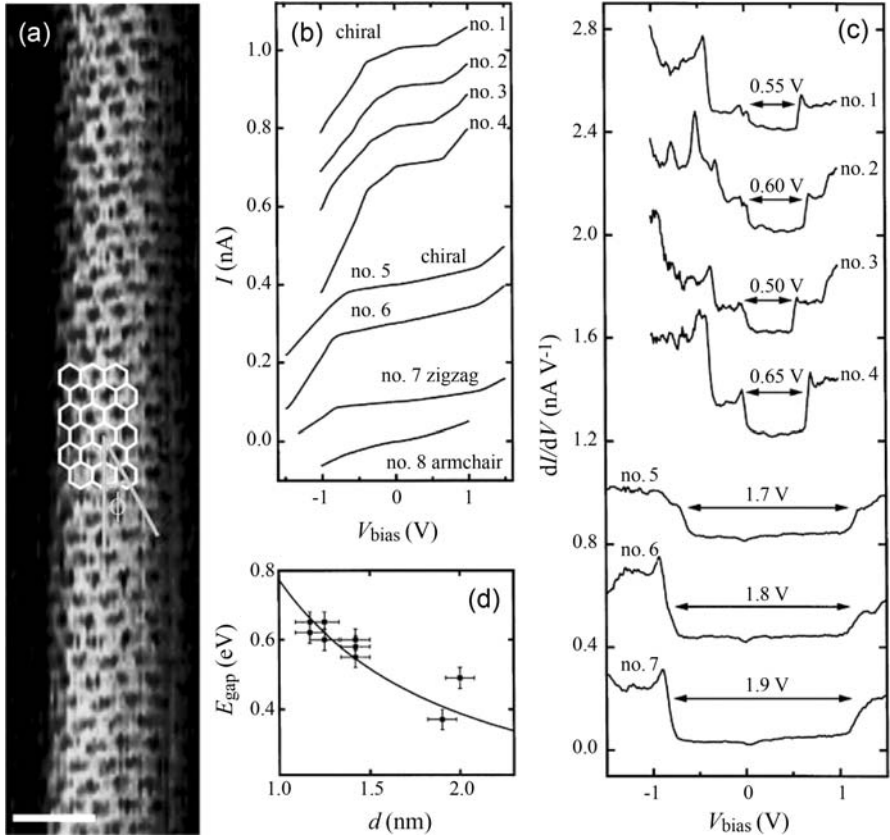 (a)
ϕ
(b)
chiral
no. 1
no. 2
no. 3
no. 4
chiral
no. 5
no. 6
no. 7 zigzag
no. 8 armchair
I (nA)
1.0
0.8
0.6
0.4
0.2
0.0
-1
0
1
V_bias (V)
(d)
E_gap (eV)
0.8
0.6
0.4
1.0
1.5
2.0
d (nm)
(c)
dI/dV (nA V⁻¹)
2.8
2.4
2.0
1.6
1.2
0.8
0.4
0.0
0.55 V
no. 1
no. 2
0.60 V
no. 3
0.50 V
0.65 V
no. 4
no. 5
1.7 V
no. 6
1.8 V
no. 7
1.9 V
-1
0
1
V_bias (V)